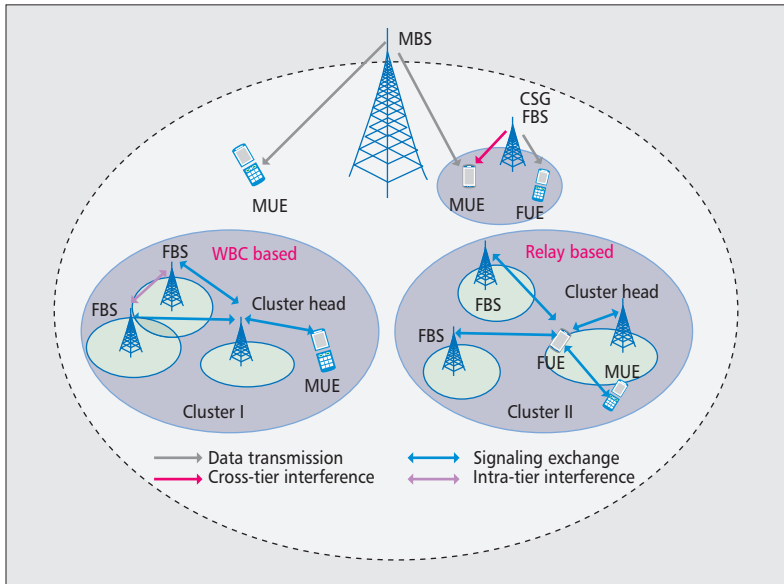 MBS
CSG
FBS
MUE
MUE
FUE
FBS
WBC based
FBS
Cluster head
MUE
Cluster I
Relay based
FBS
Cluster head
FBS
FUE
MUE
Cluster II
Data transmission
Signaling exchange
Cross-tier interference
Intra-tier interference